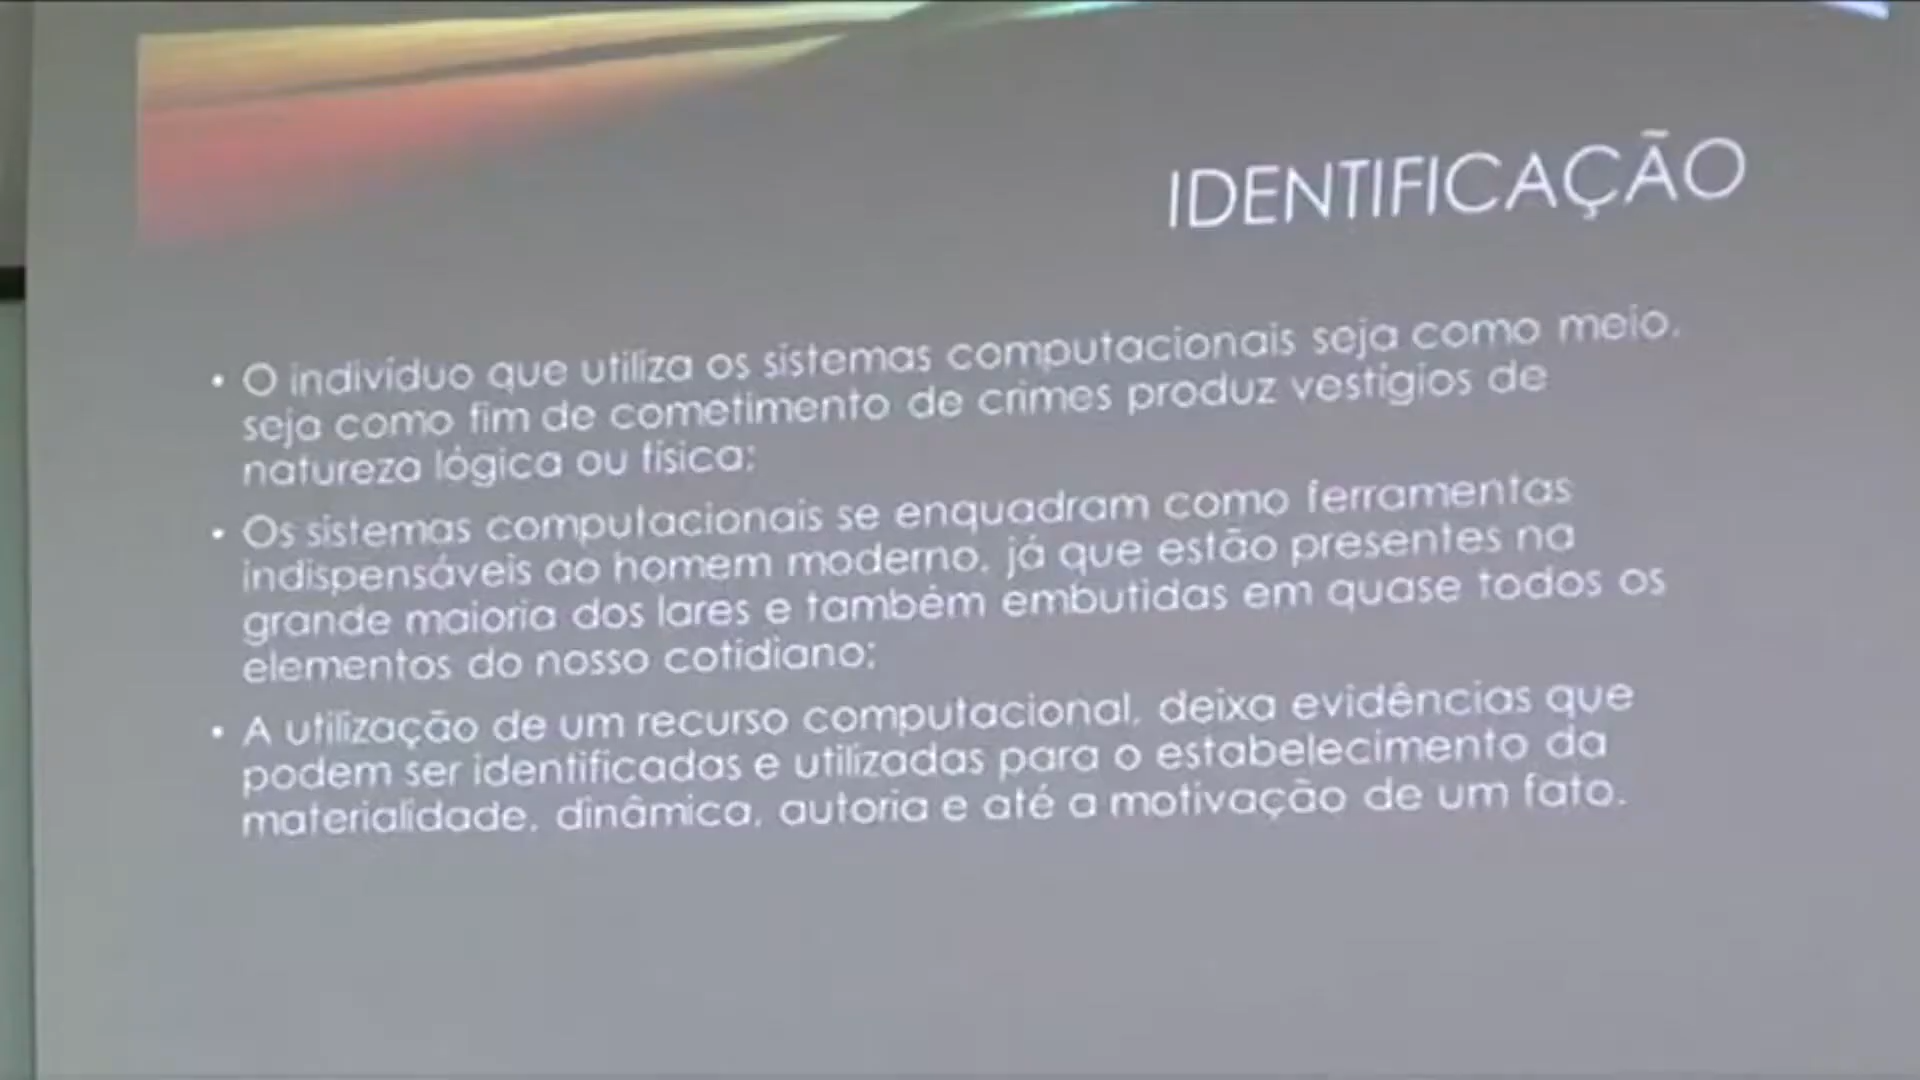 IDENTIFICAÇÃO
• O indivíduo que utiliza os sistemas computacionais seja como meio,
seja como fim de cometimento de crimes produz vestígios de
natureza lógica ou física;
• Os sistemas computacionais se enquadram como ferramentas
indispensáveis ao homem moderno, já que estão presentes na
grande maioria dos lares e também embutidas em quase todos os
elementos do nosso cotidiano;
• A utilização de um recurso computacional, deixa evidências que
podem ser identificadas e utilizadas para o estabelecimento da
materialidade, dinâmica, autoria e até a motivação de um fato.